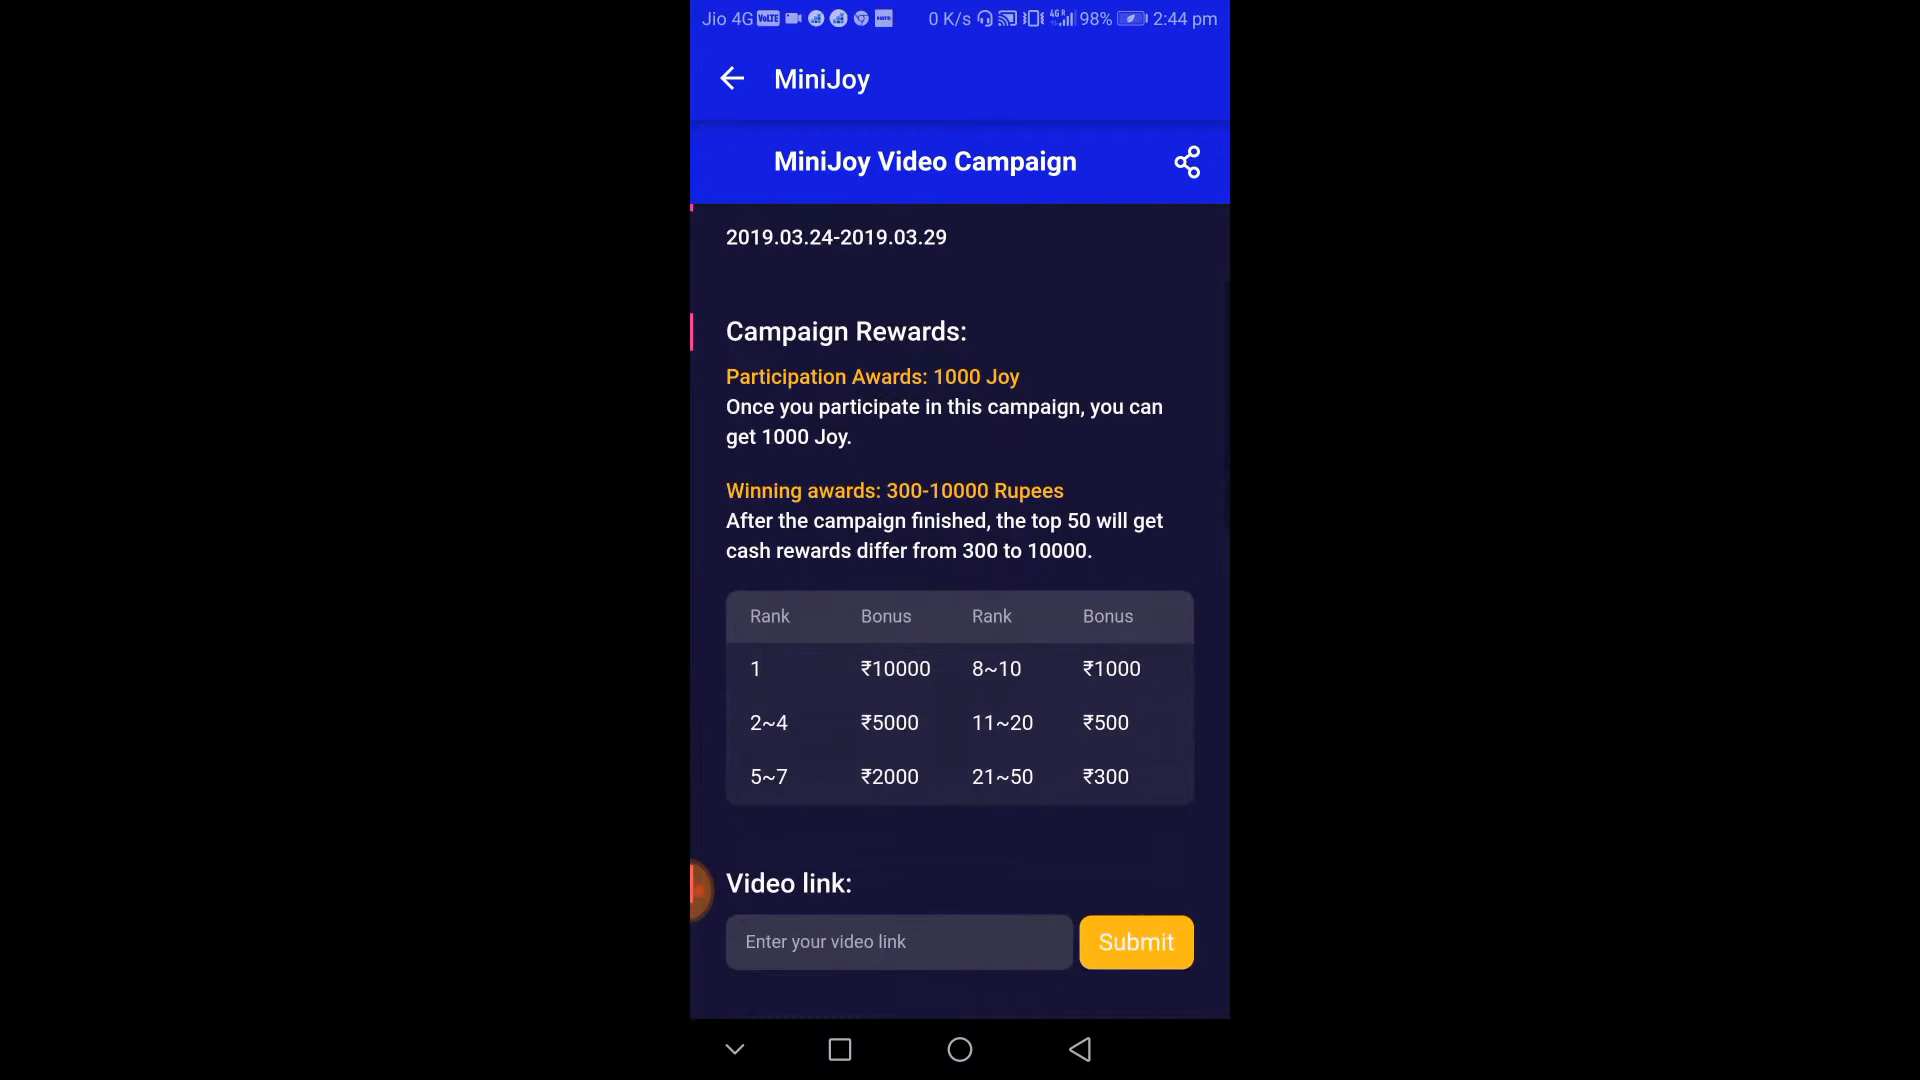 Jio 4G VoLTE 0 K/s 98% 2:44 pm
MiniJoy
MiniJoy Video Campaign
2019.03.24-2019.03.29
Campaign Rewards:
Participation Awards: 1000 Joy
Once you participate in this campaign, you can
get 1000 Joy.
Winning awards: 300-10000 Rupees
After the campaign finished, the top 50 will get
cash rewards differ from 300 to 10000.
Rank Bonus Rank Bonus
1 ₹10000 8~10 ₹1000
2~4 ₹5000 11~20 ₹500
5~7 ₹2000 21~50 ₹300
Video link:
Enter your video link Submit